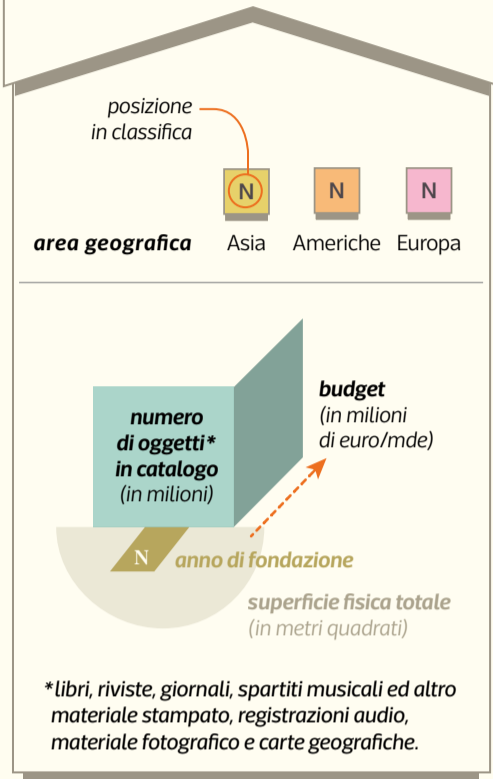 posizione
in classifica
N N N
area geografica Asia Americhe Europa
numero
di oggetti*
in catalogo
(in milioni)
budget
(in milioni
di euro/mde)
N anno di fondazione
superficie fisica totale
(in metri quadrati)
*libri, riviste, giornali, spartiti musicali ed altro
materiale stampato, registrazioni audio,
materiale fotografico e carte geografiche.